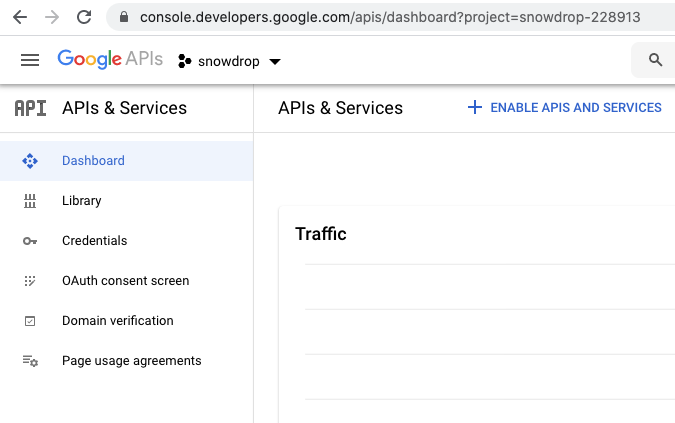 console.developers.google.com/apis/dashboard?project=snowdrop-228913
Google APIs snowdrop
API APIs & Services
APIs & Services ENABLE APIS AND SERVICES
Dashboard
Library
Credentials
OAuth consent screen
Domain verification
Page usage agreements
Traffic